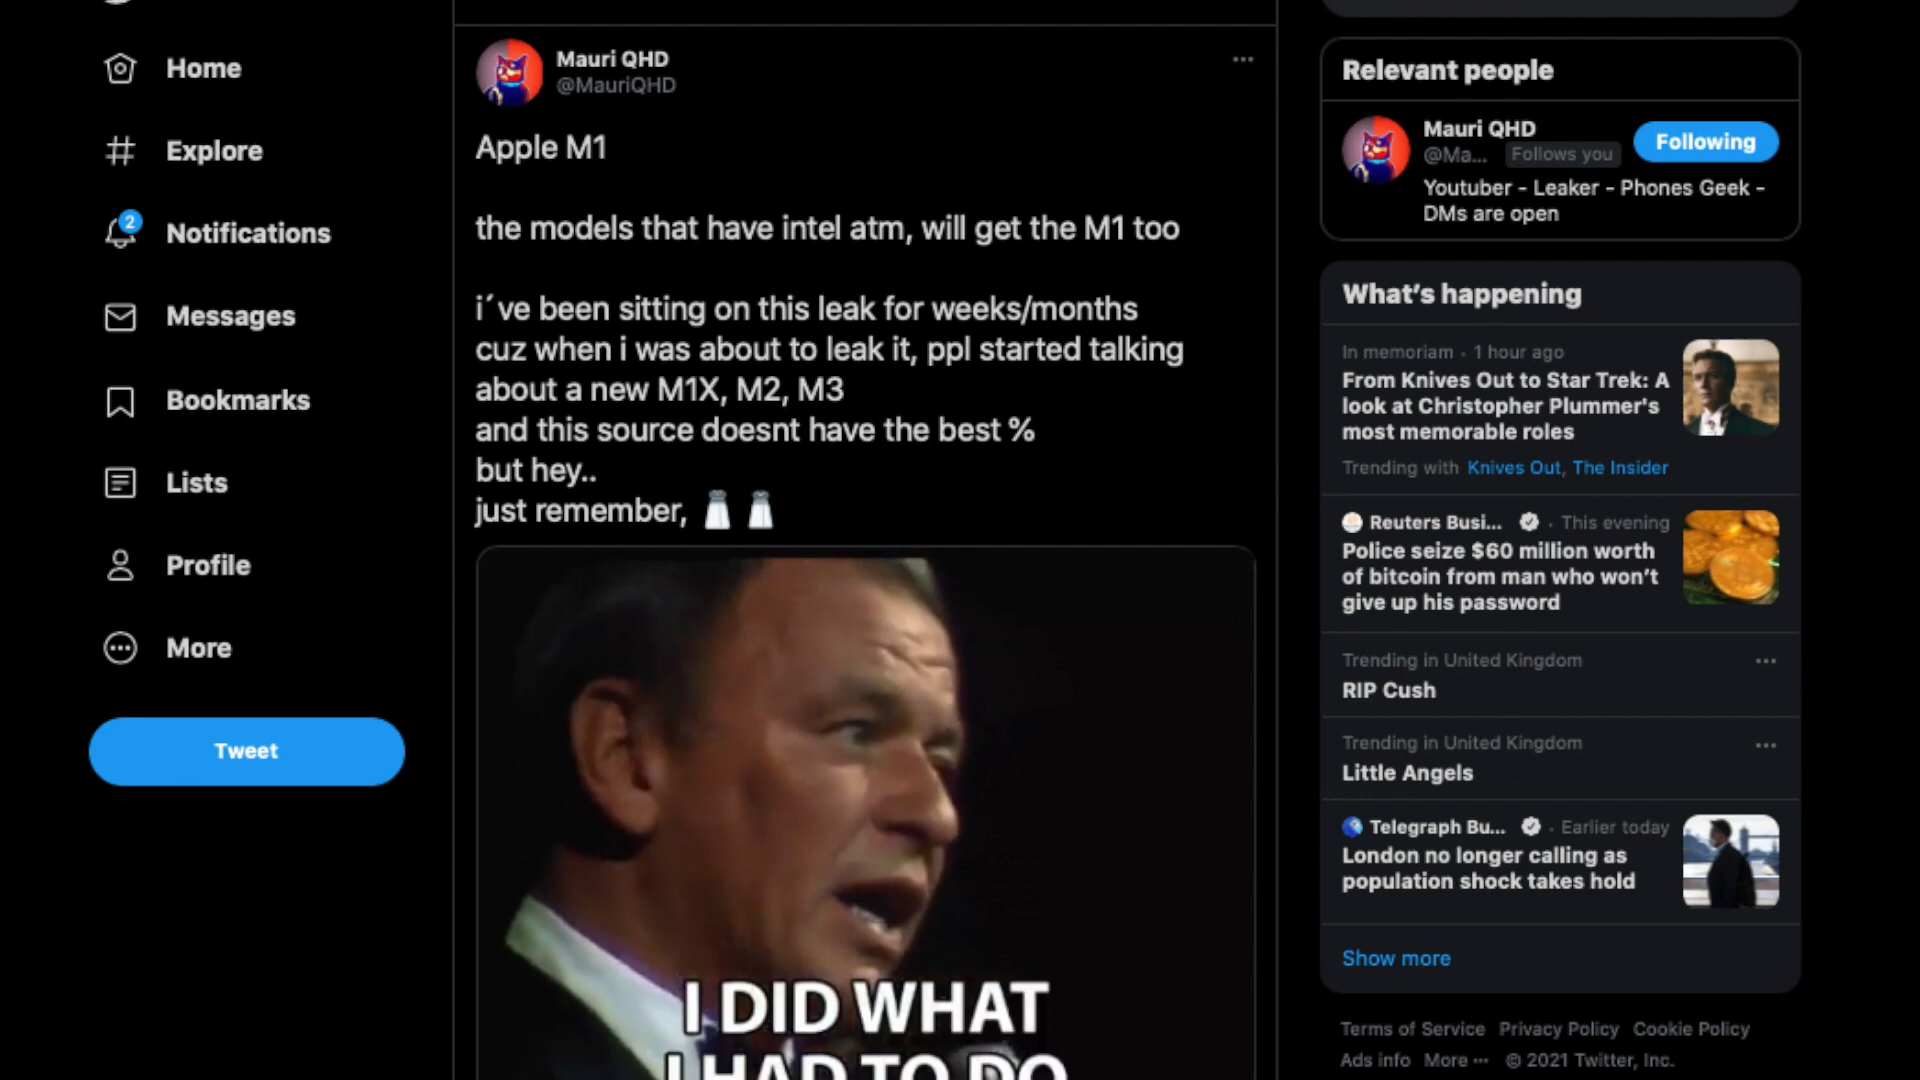 Home
Explore
2
Notifications
Messages
Bookmarks
Lists
Profile
More
Tweet
Mauri QHD
@MauriQHD
Apple M1
the models that have intel atm, will get the M1 too
i´ve been sitting on this leak for weeks/months
cuz when i was about to leak it, ppl started talking
about a new M1X, M2, M3
and this source doesnt have the best %
but hey..
just remember,
I DID WHAT
I HAD TO DO
Relevant people
Mauri QHD
@Ma... Follows you
Following
Youtuber - Leaker - Phones Geek -
DMs are open
What's happening
In memoriam · 1 hour ago
From Knives Out to Star Trek: A
look at Christopher Plummer's
most memorable roles
Trending with Knives Out, The Insider
Reuters Busi... · This evening
Police seize $60 million worth
of bitcoin from man who won't
give up his password
Trending in United Kingdom
RIP Cush
Trending in United Kingdom
Little Angels
Telegraph Bu... · Earlier today
London no longer calling as
population shock takes hold
Show more
Terms of Service Privacy Policy Cookie Policy
Ads info More ··· © 2021 Twitter, Inc.